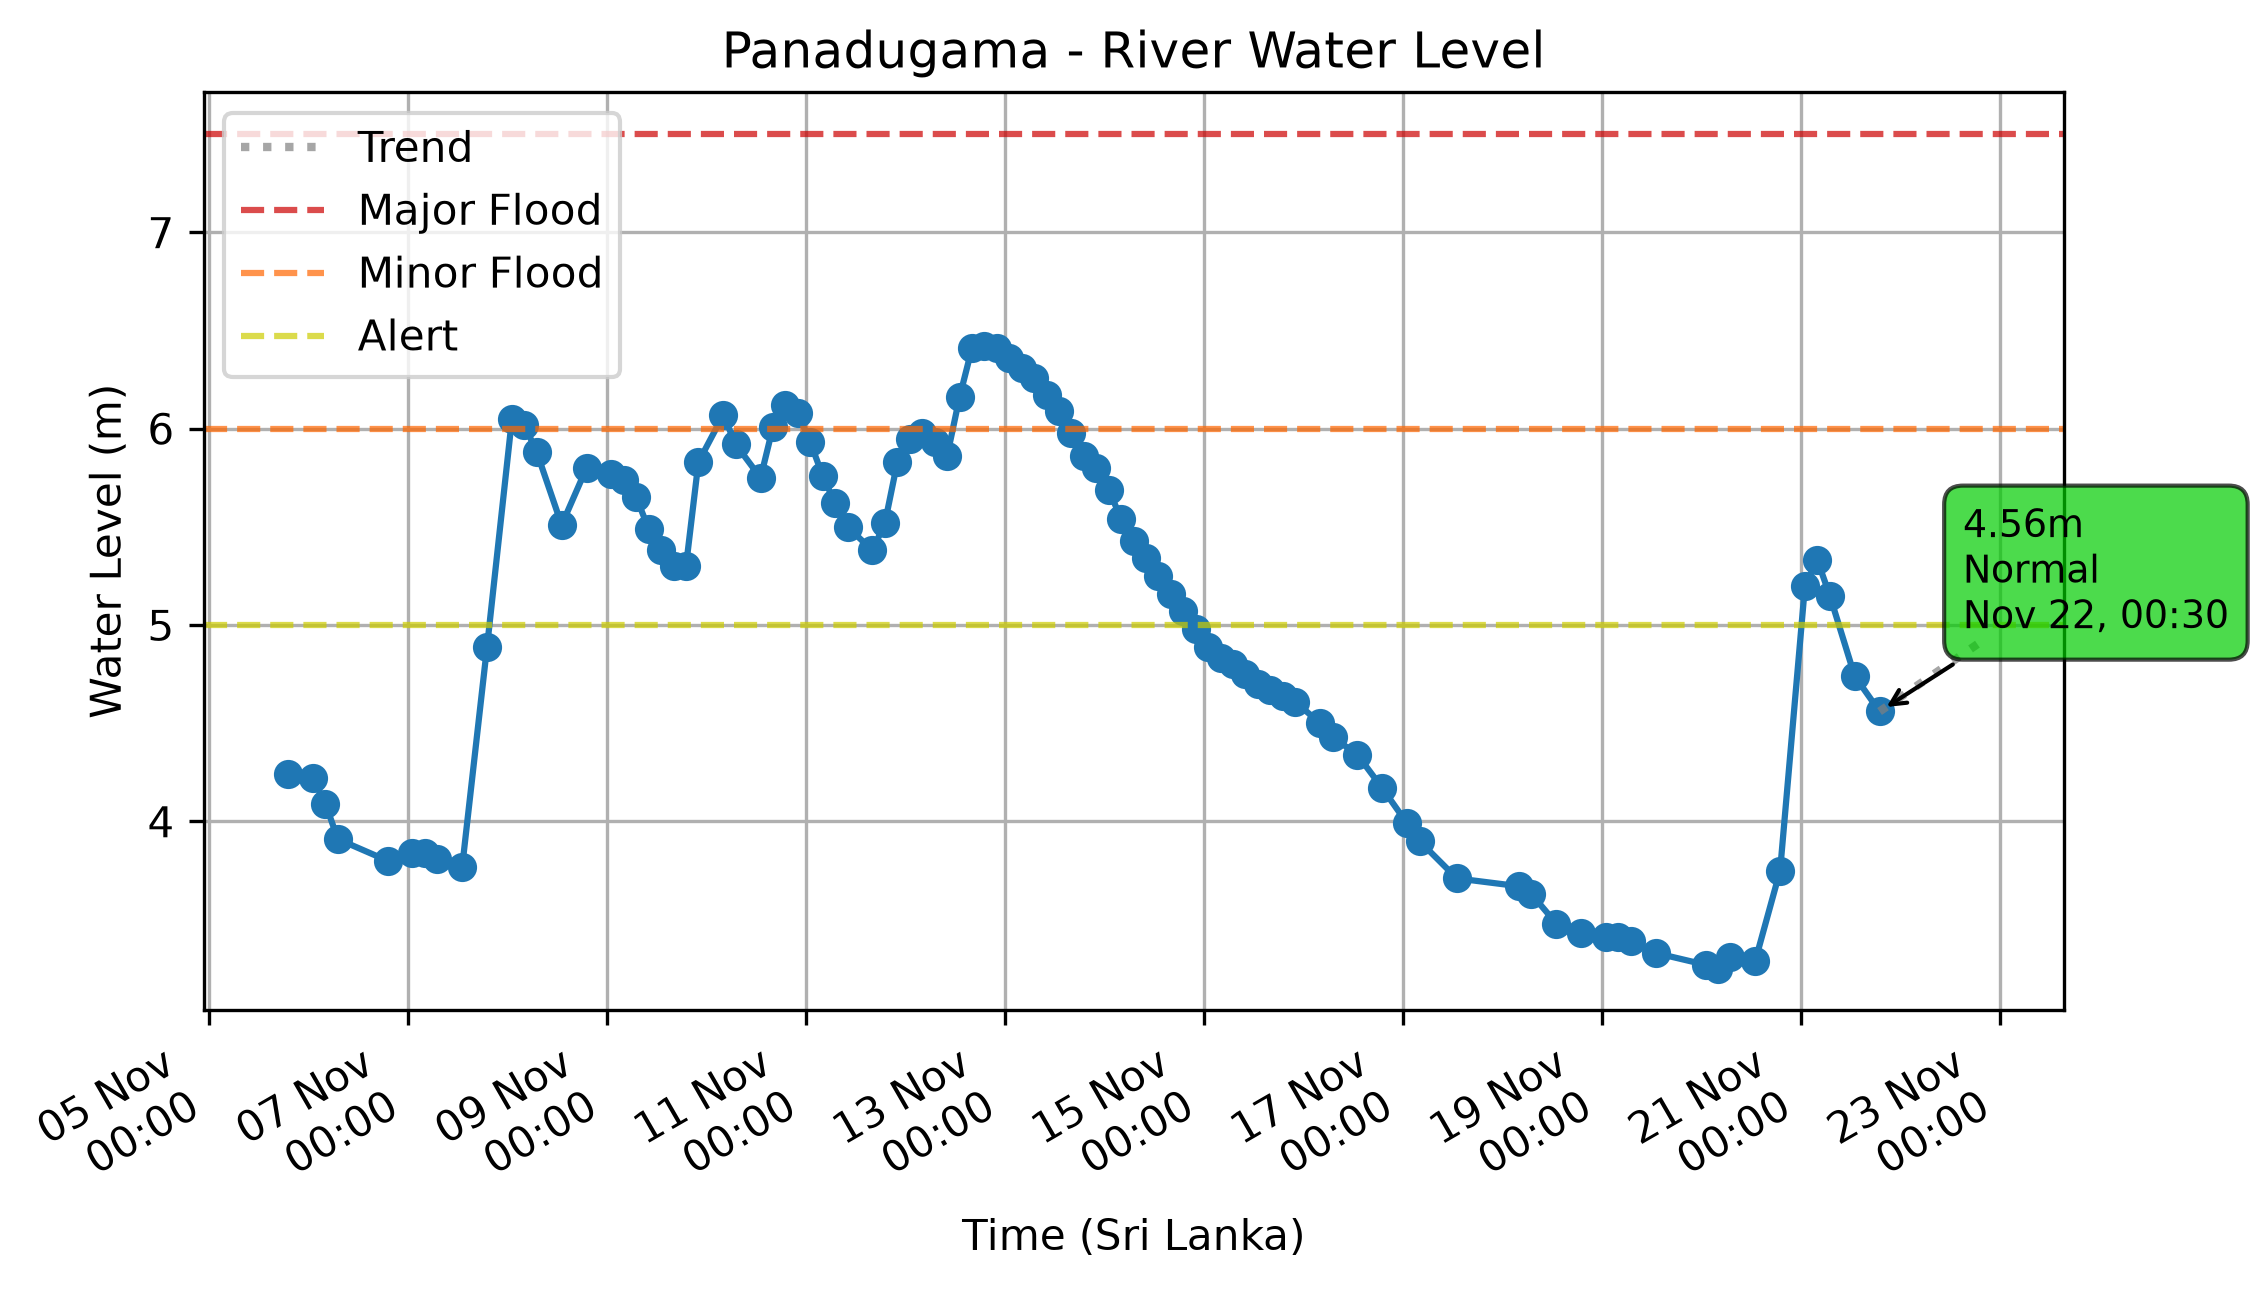 Panadugama - River Water Level
Trend
Major Flood
Minor Flood
Alert
7
6
5
4
Water Level (m)
4.56m
Normal
Nov 22, 00:30
05 Nov
00:00
07 Nov
00:00
09 Nov
00:00
11 Nov
00:00
13 Nov
00:00
15 Nov
00:00
17 Nov
00:00
19 Nov
00:00
21 Nov
00:00
23 Nov
00:00
Time (Sri Lanka)